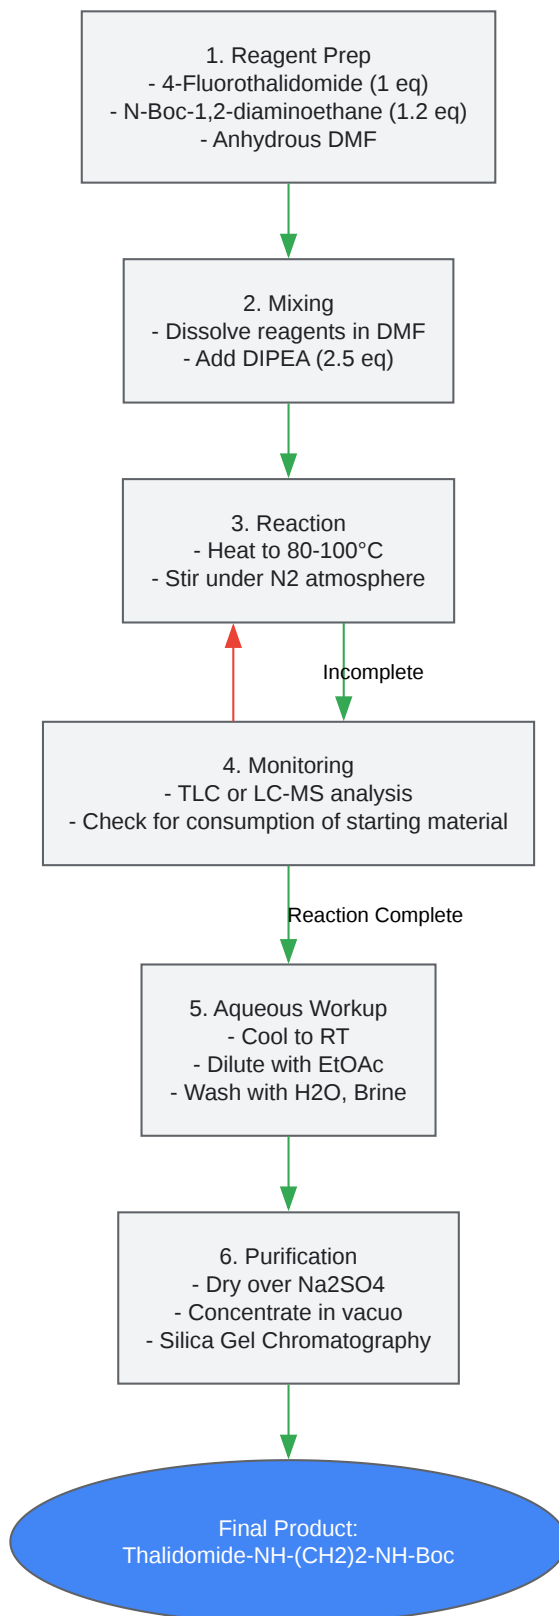 1. Reagent Prep
- 4-Fluorothalidomide (1 eq)
- N-Boc-1,2-diaminoethane (1.2 eq)
- Anhydrous DMF
2. Mixing
- Dissolve reagents in DMF
- Add DIPEA (2.5 eq)
3. Reaction
- Heat to 80-100°C
- Stir under N2 atmosphere
Incomplete
4. Monitoring
- TLC or LC-MS analysis
- Check for consumption of starting material
Reaction Complete
5. Aqueous Workup
- Cool to RT
- Dilute with EtOAc
- Wash with H2O, Brine
6. Purification
- Dry over Na2SO4
- Concentrate in vacuo
- Silica Gel Chromatography
Final Product:
Thalidomide-NH-(CH2)2-NH-Boc